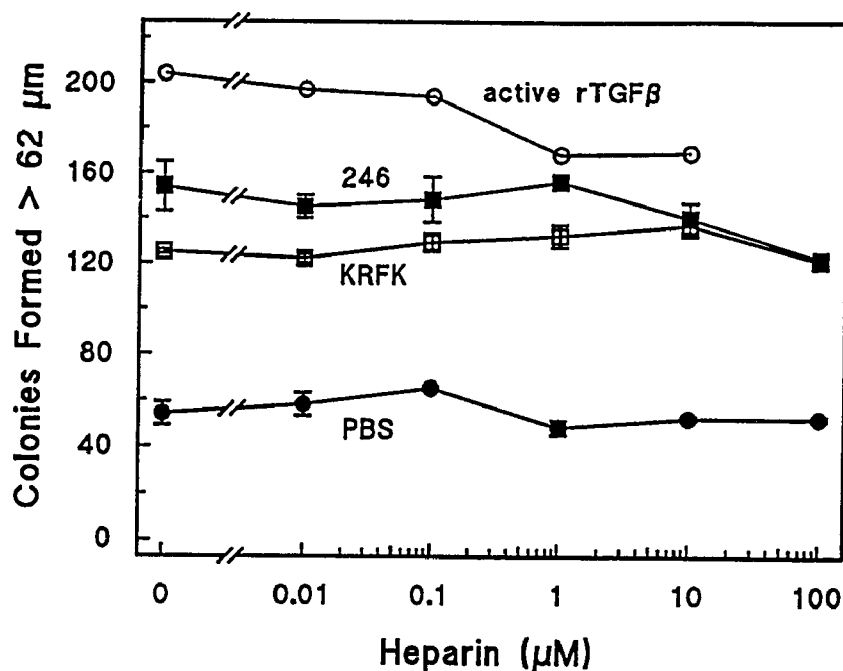 Colonies Formed > 62 µm
200
160
120
80
40
0
active rTGFβ
246
KRFK
PBS
0 0.01 0.1 1 10 100
Heparin (µM)